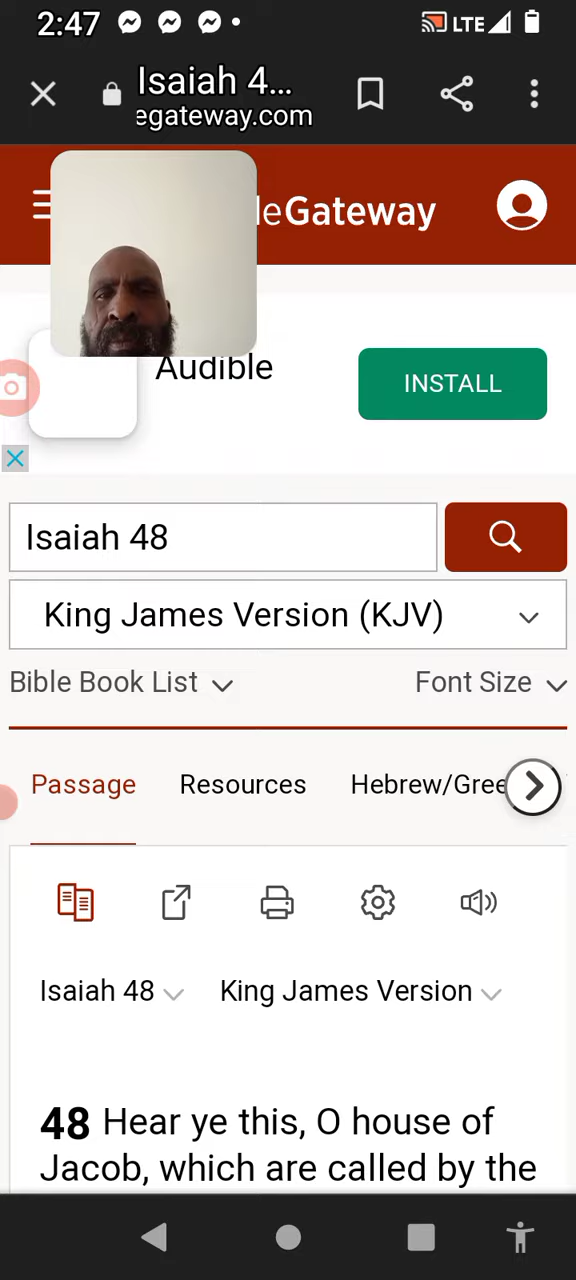 2:47 LTE
Isaiah 4...
egateway.com
leGateway
Audible
INSTALL
Isaiah 48
King James Version (KJV)
Bible Book List Font Size
Passage Resources Hebrew/Gree
Isaiah 48 King James Version
48 Hear ye this, O house of
Jacob, which are called by the